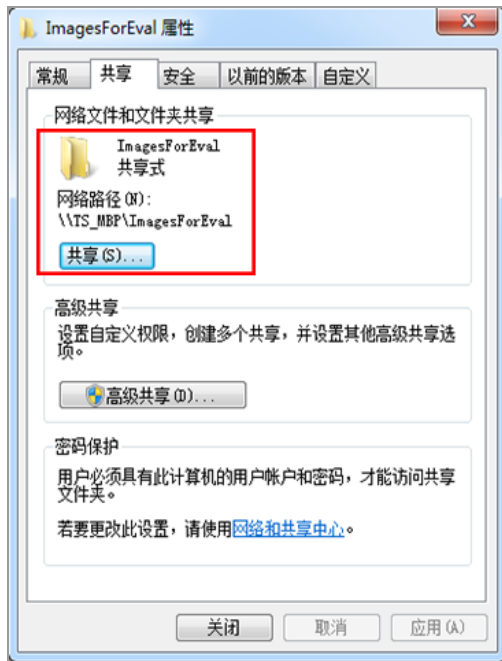 ImagesForEval 属性
常规 共享 安全 以前的版本 自定义
网络文件和文件夹共享
ImagesForEval
共享式
网络路径(N):
\\TS_MBP\ImagesForEval
共享(S)...
高级共享
设置自定义权限，创建多个共享，并设置其他高级共享选
项。
高级共享(D)...
密码保护
用户必须具有此计算机的用户帐户和密码，才能访问共享
文件夹。
若要更改此设置，请使用网络和共享中心。
关闭 取消 应用(A)